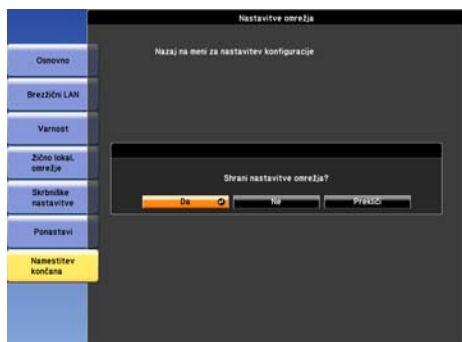 Nastavitve omrežja
Nazaj na meni za nastavitev konfiguracije
Osnovno
Brezžični LAN
Varnost
Žično lokal.
omrežje
Skrbniške
nastavitve
Ponastavi
Namestitev
končana
Shrani nastavitve omrežja?
Da
Ne
Prekliči